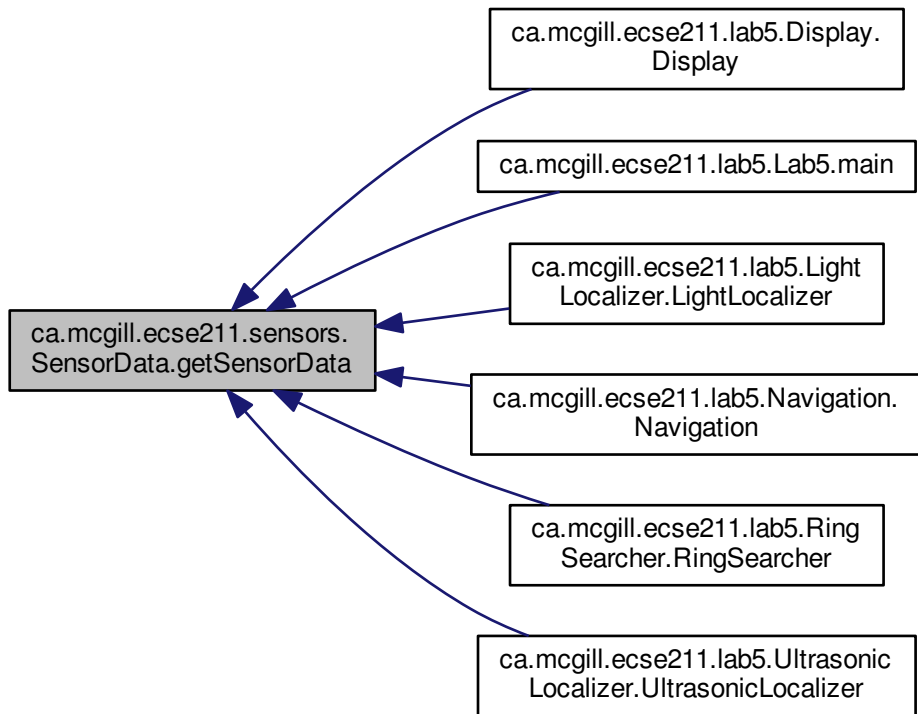 ca.mcgill.ecse211.lab5.Display.
Display
ca.mcgill.ecse211.lab5.Lab5.main
ca.mcgill.ecse211.lab5.Light
Localizer.LightLocalizer
ca.mcgill.ecse211.sensors.
SensorData.getSensorData
ca.mcgill.ecse211.lab5.Navigation.
Navigation
ca.mcgill.ecse211.lab5.Ring
Searcher.RingSearcher
ca.mcgill.ecse211.lab5.Ultrasonic
Localizer.UltrasonicLocalizer